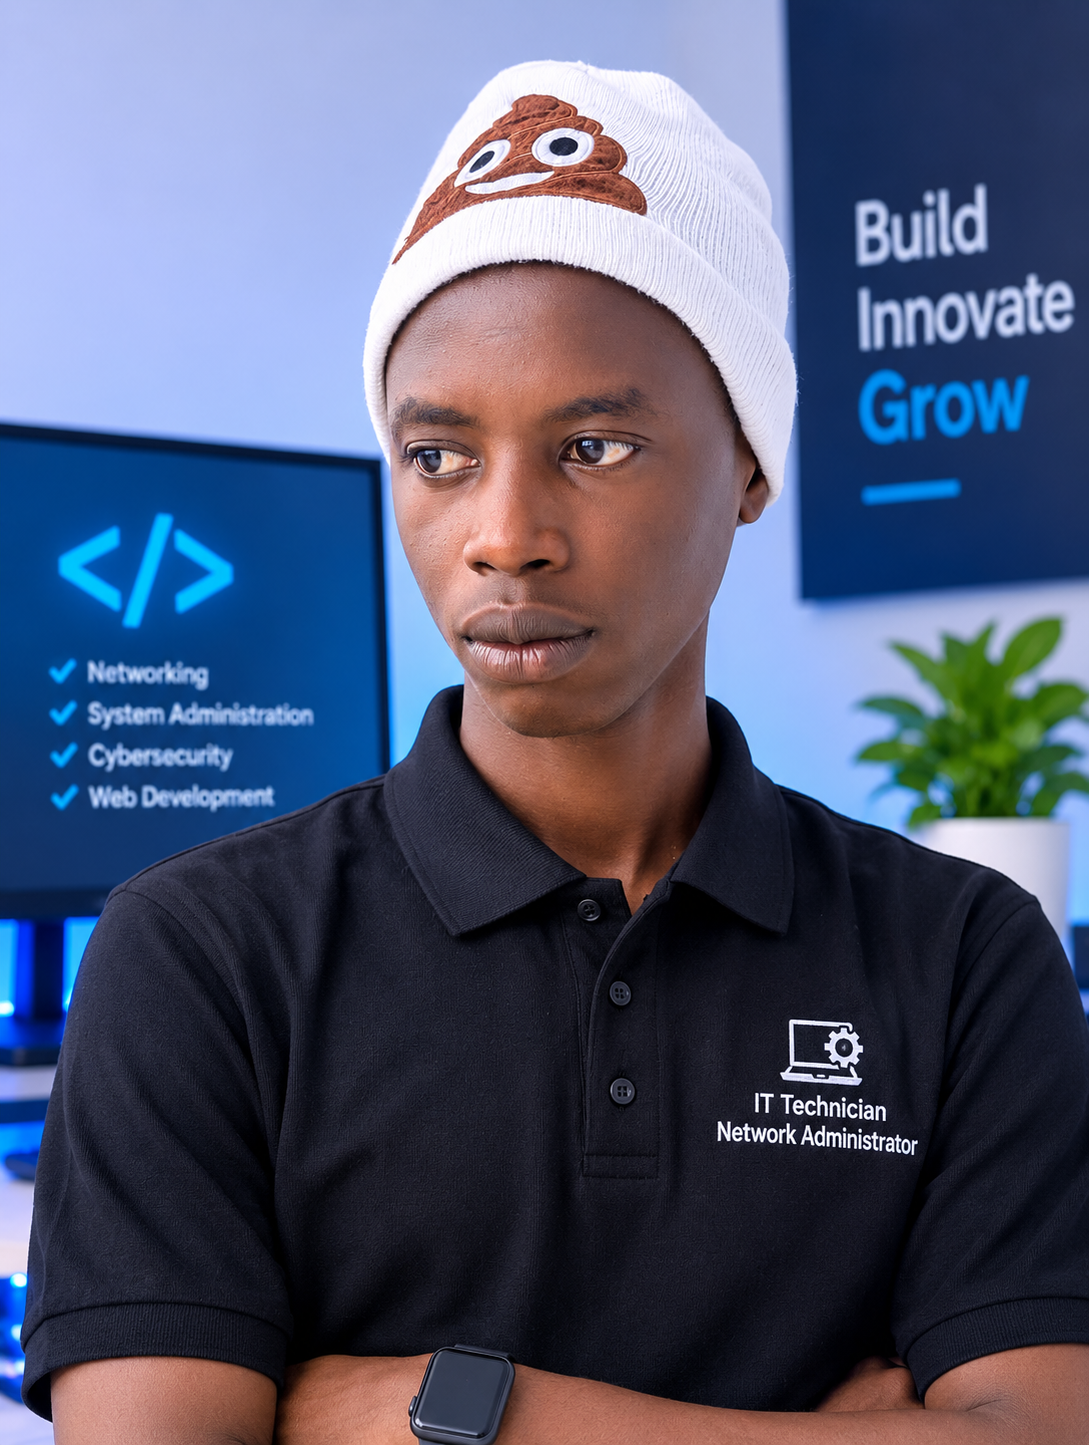 Build
Innovate
Grow
</>
Networking
System Administration
Cybersecurity
Web Development
IT Technician
Network Administrator